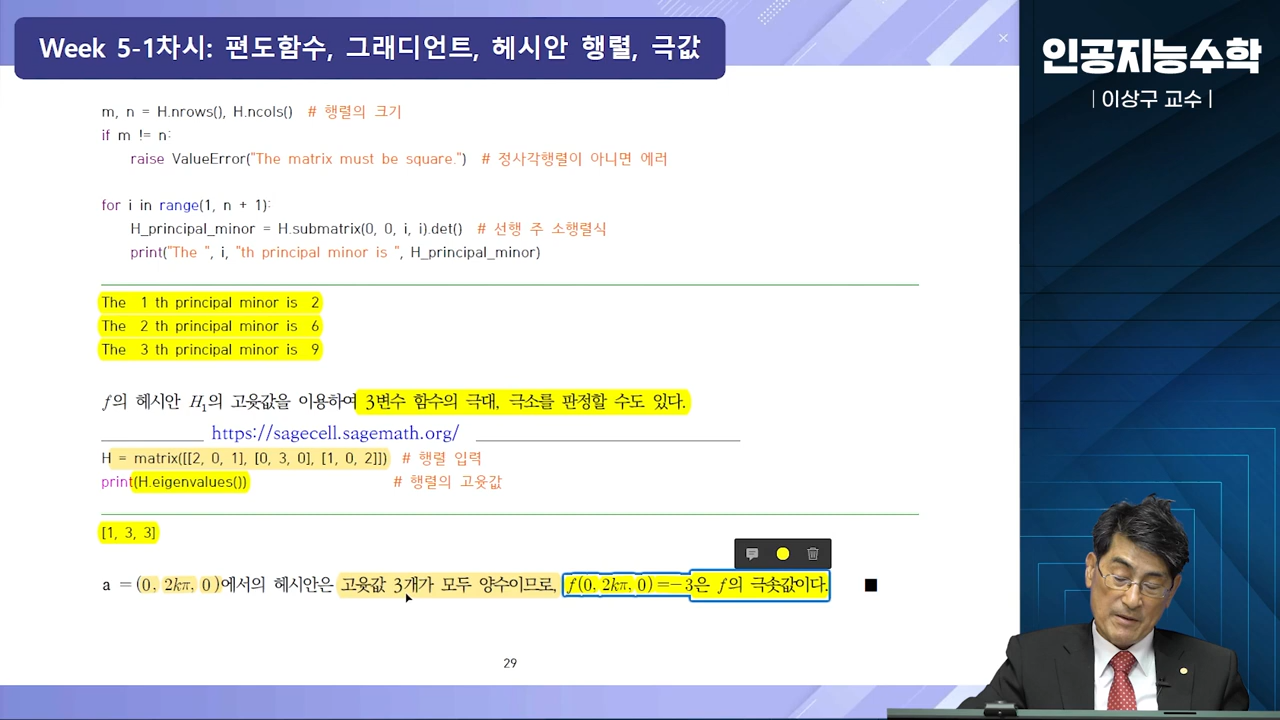 Week 5-1차시: 편도함수, 그래디언트, 헤시안 행렬, 극값
인공지능수학
| 이상구 교수 |
m, n = H.nrows(), H.ncols() # 행렬의 크기
if m != n:
raise ValueError("The matrix must be square.") # 정사각행렬이 아니면 에러
for i in range(1, n + 1):
H_principal_minor = H.submatrix(0, 0, i, i).det() # 선행 주 소행렬식
print("The ", i, "th principal minor is ", H_principal_minor)
The 1 th principal minor is 2
The 2 th principal minor is 6
The 3 th principal minor is 9
f의 헤시안 H₁의 고윳값을 이용하여 3변수 함수의 극대, 극소를 판정할 수도 있다.
https://sagecell.sagemath.org/
H = matrix([[2, 0, 1], [0, 3, 0], [1, 0, 2]]) # 행렬 입력
print(H.eigenvalues()) # 행렬의 고윳값
[1, 3, 3]
a = (0, 2kπ, 0)에서의 헤시안은 고윳값 3개가 모두 양수이므로, f(0, 2kπ, 0) = −3은 f의 극솟값이다. ■
29